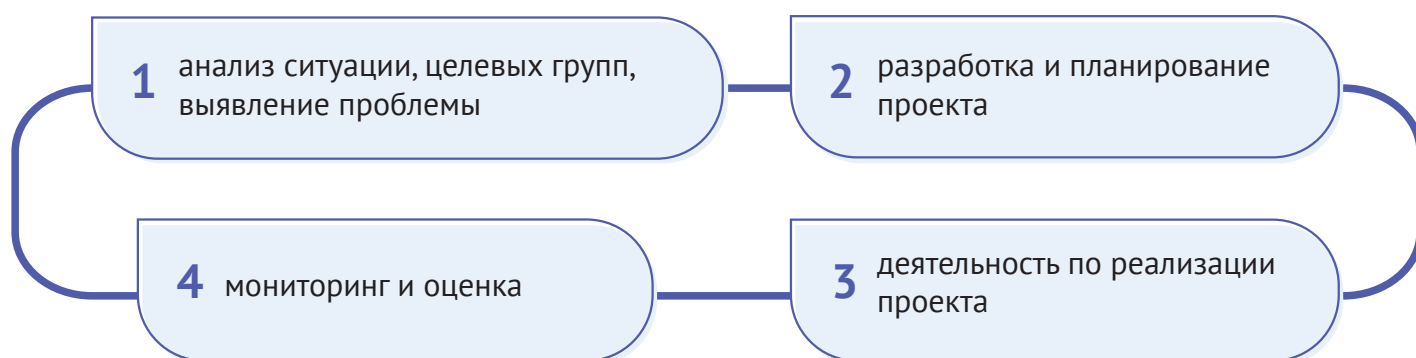 1 анализ ситуации, целевых групп,
выявление проблемы
2 разработка и планирование
проекта
3 деятельность по реализации
проекта
4 мониторинг и оценка